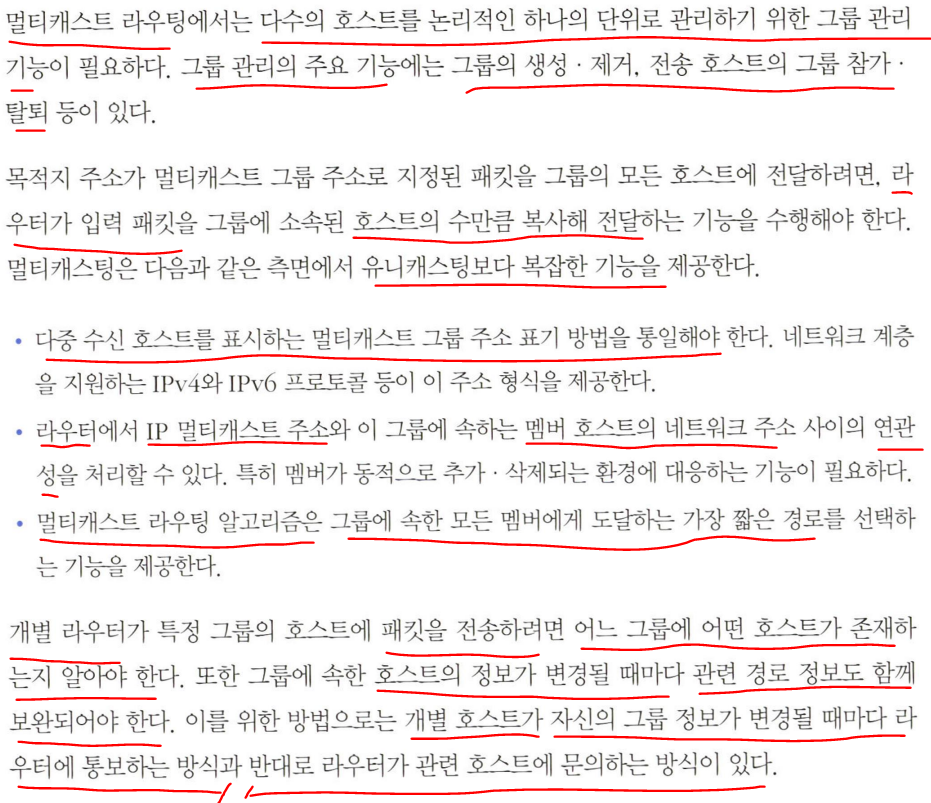 멀티캐스트 라우팅에서는 다수의 호스트를 논리적인 하나의 단위로 관리하기 위한 그룹 관리
기능이 필요하다. 그룹 관리의 주요 기능에는 그룹의 생성 · 제거, 전송 호스트의 그룹 참가 ·
탈퇴 등이 있다.
목적지 주소가 멀티캐스트 그룹 주소로 지정된 패킷을 그룹의 모든 호스트에 전달하려면, 라
우터가 입력 패킷을 그룹에 소속된 호스트의 수만큼 복사해 전달하는 기능을 수행해야 한다.
멀티캐스팅은 다음과 같은 측면에서 유니캐스팅보다 복잡한 기능을 제공한다.
• 다중 수신 호스트를 표시하는 멀티캐스트 그룹 주소 표기 방법을 통일해야 한다. 네트워크 계층
을 지원하는 IPv4와 IPv6 프로토콜 등이 이 주소 형식을 제공한다.
• 라우터에서 IP 멀티캐스트 주소와 이 그룹에 속하는 멤버 호스트의 네트워크 주소 사이의 연관
성을 처리할 수 있다. 특히 멤버가 동적으로 추가 · 삭제되는 환경에 대응하는 기능이 필요하다.
• 멀티캐스트 라우팅 알고리즘은 그룹에 속한 모든 멤버에게 도달하는 가장 짧은 경로를 선택하
는 기능을 제공한다.
개별 라우터가 특정 그룹의 호스트에 패킷을 전송하려면 어느 그룹에 어떤 호스트가 존재하
는지 알아야 한다. 또한 그룹에 속한 호스트의 정보가 변경될 때마다 관련 경로 정보도 함께
보완되어야 한다. 이를 위한 방법으로는 개별 호스트가 자신의 그룹 정보가 변경될 때마다 라
우터에 통보하는 방식과 반대로 라우터가 관련 호스트에 문의하는 방식이 있다.